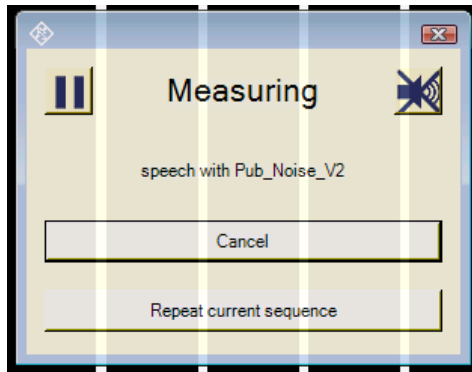 Measuring
speech with Pub_Noise_V2
Cancel
Repeat current sequence